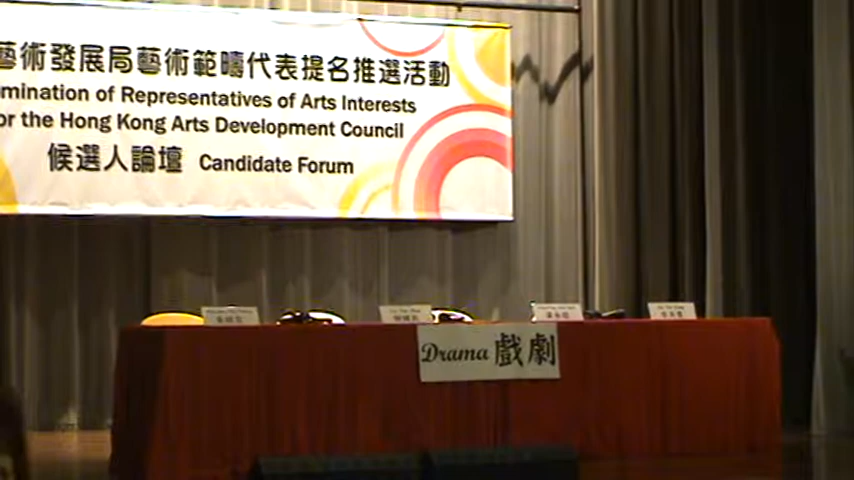 藝術發展局藝術範疇代表提名推選活動
mination of Representatives of Arts Interests
or the Hong Kong Arts Development Council
候選人論壇 Candidate Forum
Drama 戲劇